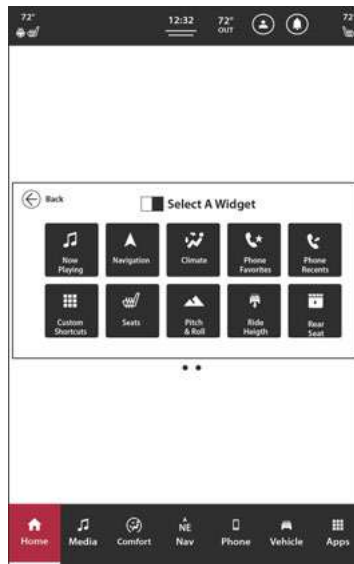 72°
12:32
72°
OUT
72
Back
Select A Widget
Now
Playing
Navigation
Climate
Phone
Favorites
Phone
Recents
Custom
Shortcuts
Seats
Pitch
& Roll
Ride
Heigth
Rear
Seat
NE
Home
Media
Comfort
Nav
Phone
Vehicle
Apps